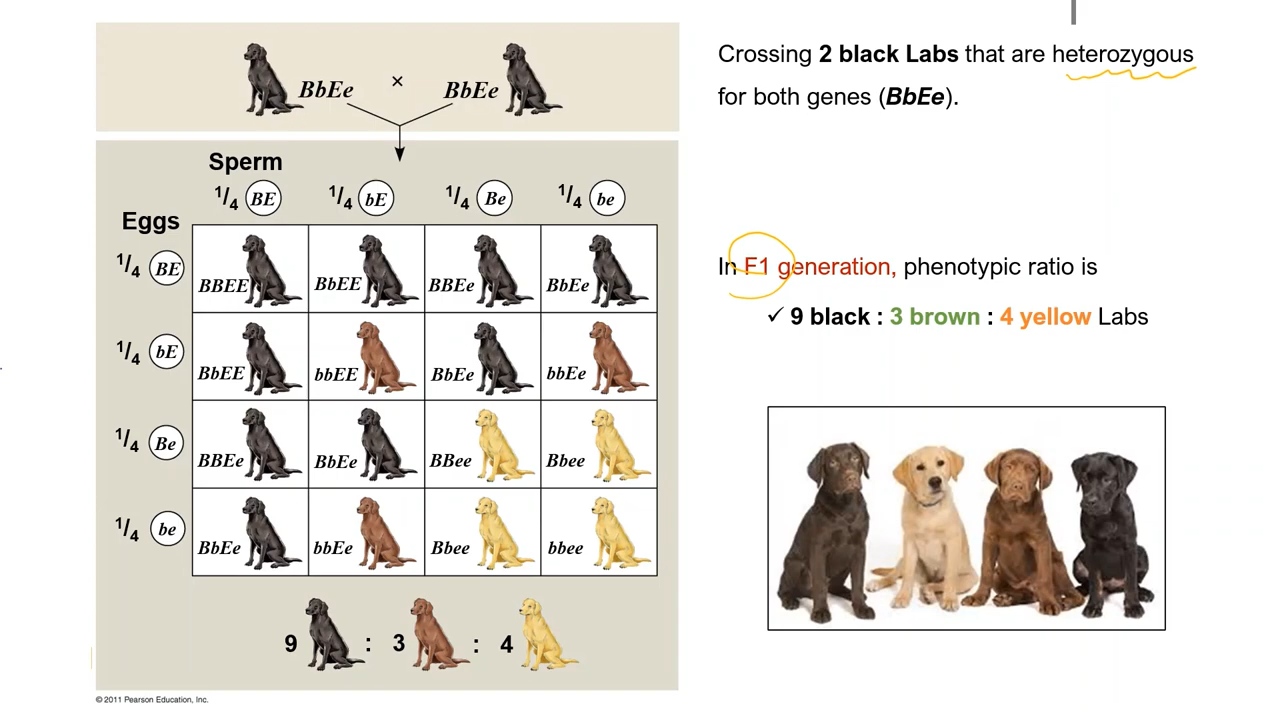 BbEe × BbEe
Sperm
1/4 BE 1/4 bE 1/4 Be 1/4 be
Eggs
1/4 BE BBEE BbEE BBEe BbEe
1/4 bE BbEE bbEE BbEe bbEe
1/4 Be BBEe BbEe BBee Bbee
1/4 be BbEe bbEe Bbee bbee
9 : 3 : 4
© 2011 Pearson Education, Inc.
Crossing 2 black Labs that are heterozygous
for both genes (BbEe).
In F1 generation, phenotypic ratio is
✓ 9 black : 3 brown : 4 yellow Labs